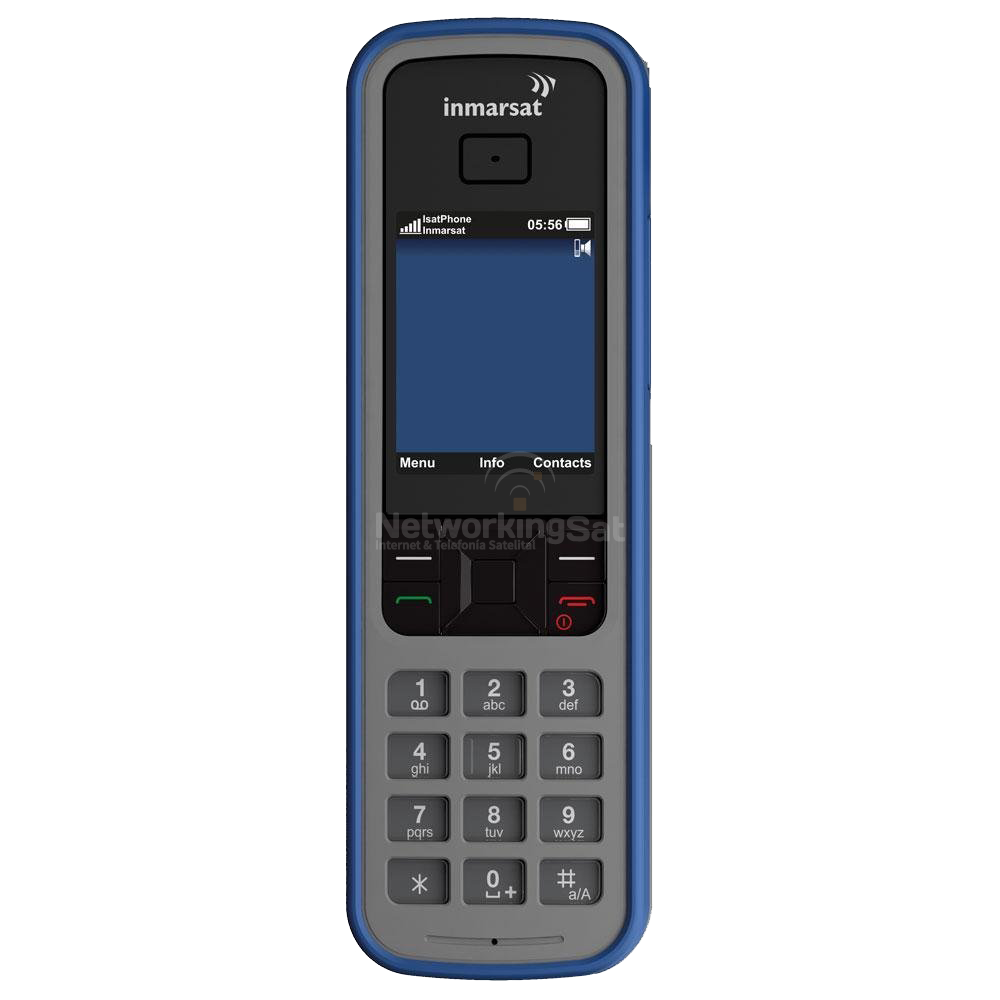 inmarsat
IsatPhone
Inmarsat
05:56
Menu Info Contacts
NetworkingSat
Internet & Telefonía Satelital
1 2 3
abc def
4 5 6
ghi jkl mno
7 8 9
pqrs tuv wxyz
* 0 + #
a/A